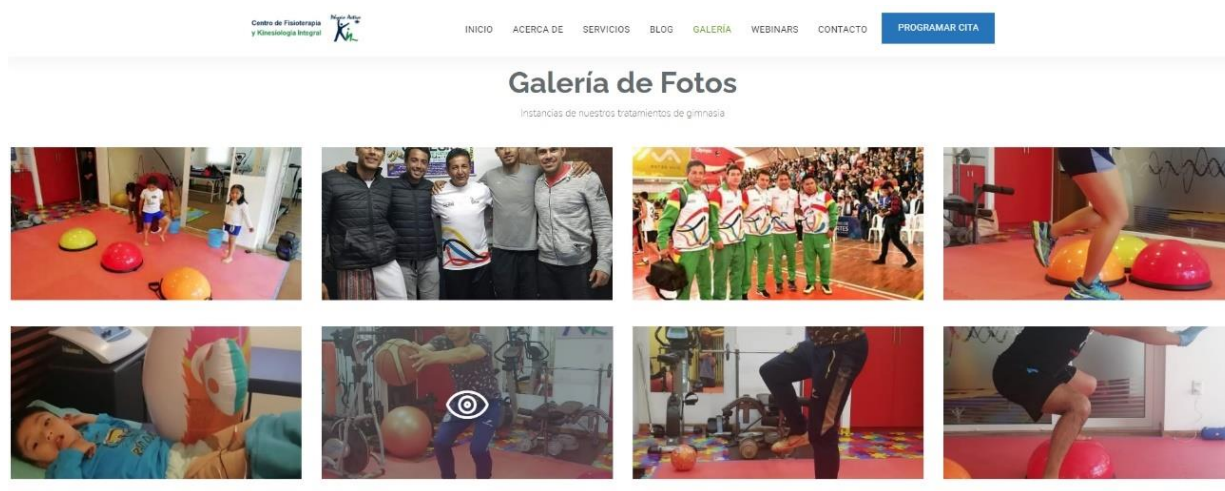 Centro de Fisioterapia
y Kinesiología Integral
Kin
INICIO ACERCA DE SERVICIOS BLOG GALERÍA WEBINARS CONTACTO PROGRAMAR CITA
Galería de Fotos
Instancias de nuestros tratamientos de gimnasia